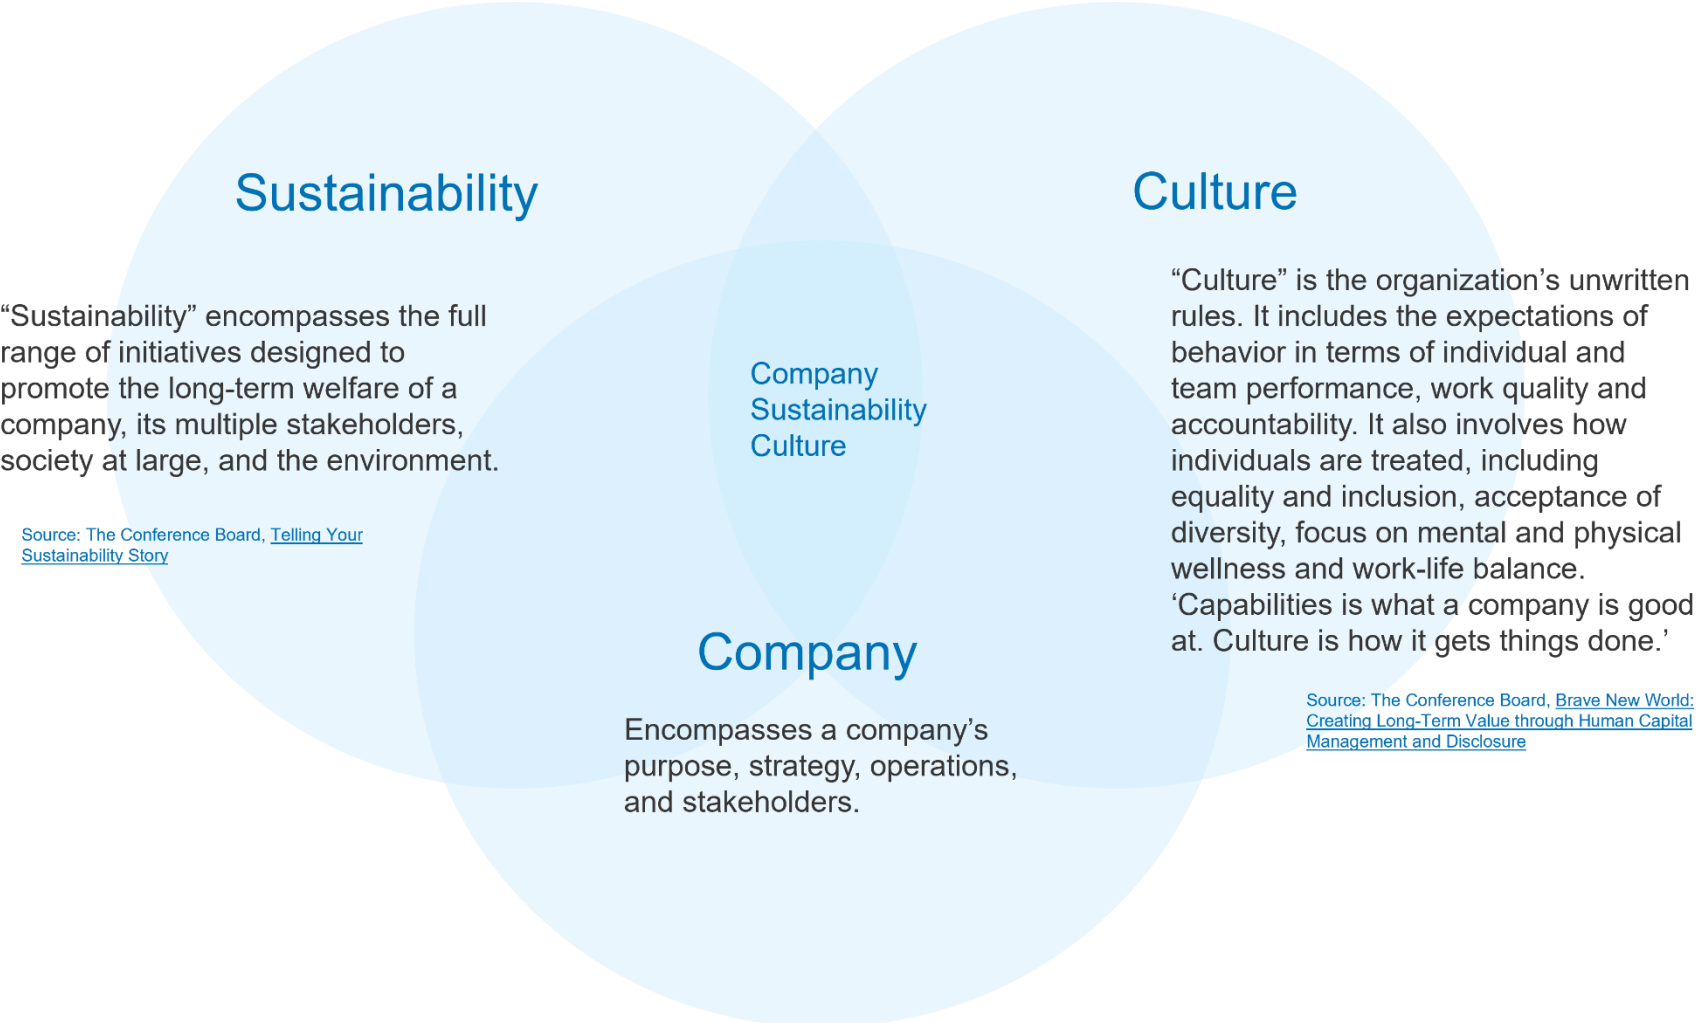 Sustainability
“Sustainability” encompasses the full
range of initiatives designed to
promote the long-term welfare of a
company, its multiple stakeholders,
society at large, and the environment.
Source: The Conference Board, Telling Your
Sustainability Story
Company
Sustainability
Culture
Culture
“Culture” is the organization’s unwritten
rules. It includes the expectations of
behavior in terms of individual and
team performance, work quality and
accountability. It also involves how
individuals are treated, including
equality and inclusion, acceptance of
diversity, focus on mental and physical
wellness and work-life balance.
‘Capabilities is what a company is good
at. Culture is how it gets things done.’
Source: The Conference Board, Brave New World:
Creating Long-Term Value through Human Capital
Management and Disclosure
Company
Encompasses a company’s
purpose, strategy, operations,
and stakeholders.